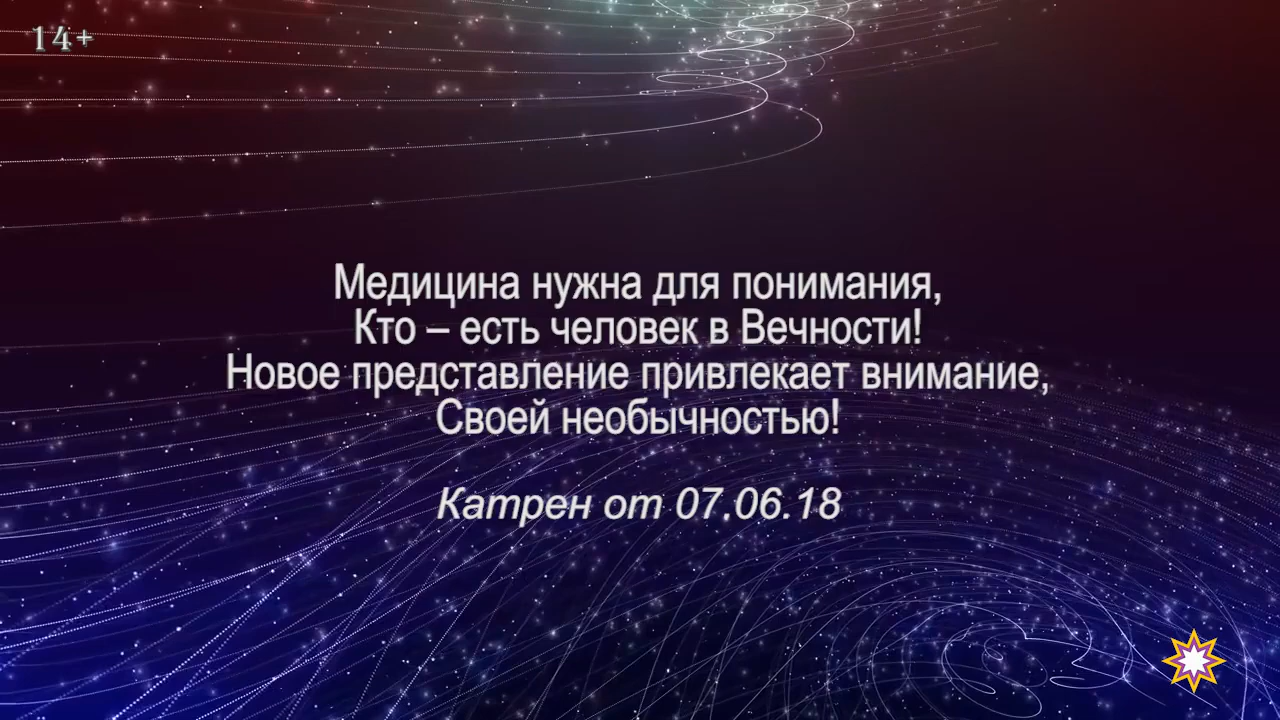 14+
Медицина нужна для понимания,
Кто – есть человек в Вечности!
Новое представление привлекает внимание,
Своей необычностью!
Катрен от 07.06.18